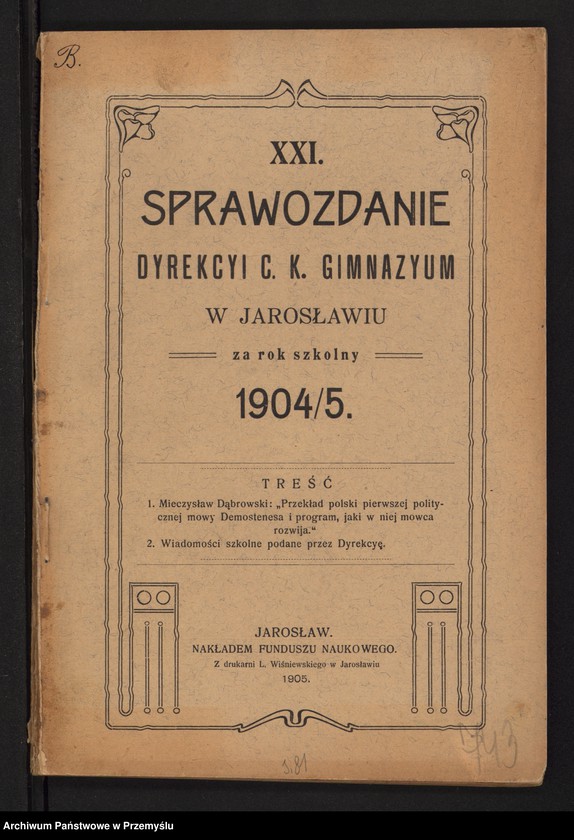 B.
XXI.
SPRAWOZDANIE
DYREKCYI C. K. GIMNAZYUM
W JAROSŁAWIU
za rok szkolny
1904/5.
TREŚĆ
1. Mieczysław Dąbrowski: „Przekład polski pierwszej polity-
cznej mowy Demostenesa i program, jaki w niej mowca
rozwija.“
2. Wiadomości szkolne podane przez Dyrekcyę.
JAROSŁAW.
NAKŁADEM FUNDUSZU NAUKOWEGO.
Z drukarni L. Wiśniewskiego w Jarosławiu
1905.
743
Archiwum Państwowe w Przemyślu